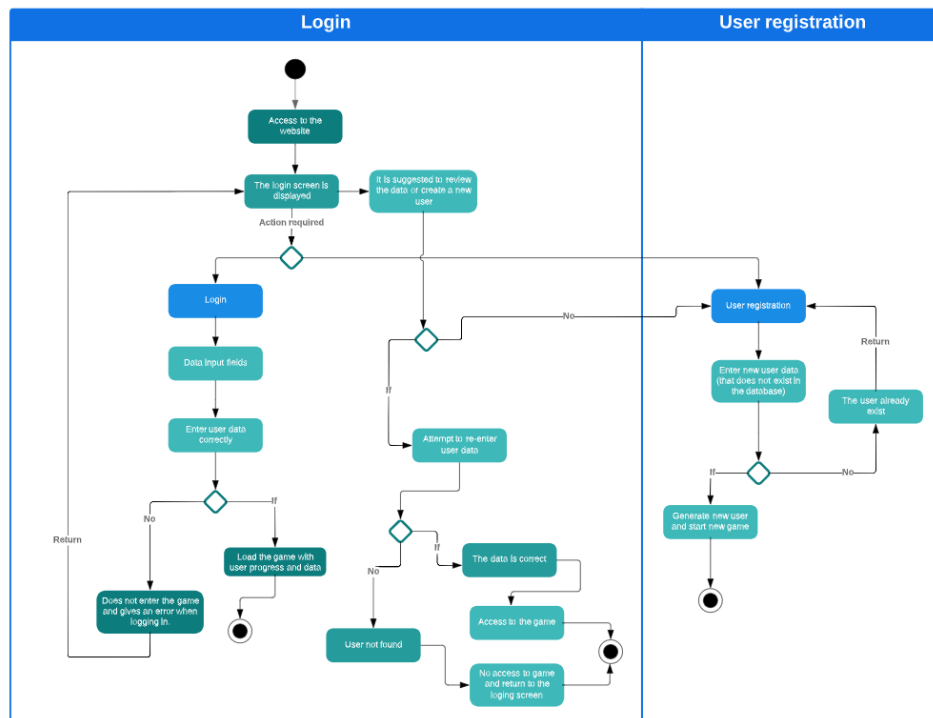 Login
User registration
Access to the
website
The login screen is
displayed
It is suggested to review
the data or create a new
user
Action required
Login
User registration
No
Return
Data input fields
Enter new user data
(that does not exist in
the database)
If
The user already
exist
Enter user data
correctly
Attempt to re-enter
user data
If
No
If
No
Generate new user
and start new game
Return
Load the game with
user progress and data
If
The data is correct
No
Does not enter the game
and gives an error when
logging in.
Access to the game
User not found
No access to game
and return to the
loging screen